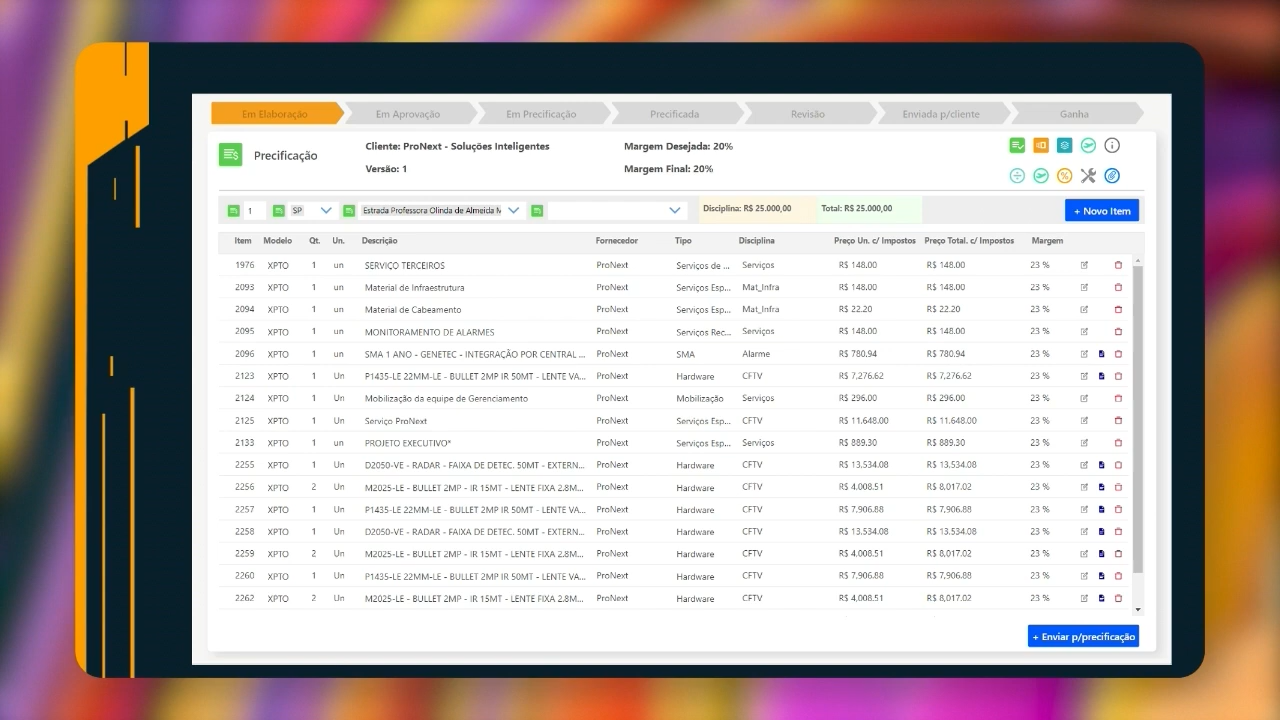 Em Elaboração Em Aprovação Em Precificação Precificada Revisão Enviada p/cliente Ganha
Precificação
Cliente: ProNext - Soluções Inteligentes Margem Desejada: 20%
Versão: 1 Margem Final: 20%
1 SP Estrada Professora Olinda de Almeida M Disciplina: R$ 25.000,00 Total: R$ 25.000,00 + Novo Item
Item Modelo Qt. Un. Descrição Fornecedor Tipo Disciplina Preço Un. c/ Impostos Preço Total. c/ Impostos Margem
1976 XPTO 1 un SERVIÇO TERCEIROS ProNext Serviços de ... Serviços R$ 148.00 R$ 148.00 23 %
2093 XPTO 1 un Material de Infraestrutura ProNext Serviços Esp... Mat_Infra R$ 148.00 R$ 148.00 23 %
2094 XPTO 1 un Material de Cabeamento ProNext Serviços Esp... Mat_Infra R$ 22.20 R$ 22.20 23 %
2095 XPTO 1 un MONITORAMENTO DE ALARMES ProNext Serviços Rec... Serviços R$ 148.00 R$ 148.00 23 %
2096 XPTO 1 un SMA 1 ANO - GENETEC - INTEGRAÇÃO POR CENTRAL ... ProNext SMA Alarme R$ 780.94 R$ 780.94 23 %
2123 XPTO 1 Un P1435-LE 22MM-LE - BULLET 2MP IR 50MT - LENTE VA... ProNext Hardware CFTV R$ 7,276.62 R$ 7,276.62 23 %
2124 XPTO 1 Un Mobilização da equipe de Gerenciamento ProNext Mobilização Serviços R$ 296.00 R$ 296.00 23 %
2125 XPTO 1 Un Serviço ProNext ProNext Serviços Esp... CFTV R$ 11.648.00 R$ 11.648.00 23 %
2133 XPTO 1 un PROJETO EXECUTIVO* ProNext Serviços Esp... Serviços R$ 889.30 R$ 889.30 23 %
2255 XPTO 1 Un D2050-VE - RADAR - FAIXA DE DETEC. 50MT - EXTERN... ProNext Hardware CFTV R$ 13,534.08 R$ 13,534.08 23 %
2256 XPTO 2 Un M2025-LE - BULLET 2MP - IR 15MT - LENTE FIXA 2.8M... ProNext Hardware CFTV R$ 4,008.51 R$ 8,017.02 23 %
2257 XPTO 1 Un P1435-LE 22MM-LE - BULLET 2MP IR 50MT - LENTE VA... ProNext Hardware CFTV R$ 7,906.88 R$ 7,906.88 23 %
2258 XPTO 1 Un D2050-VE - RADAR - FAIXA DE DETEC. 50MT - EXTERN... ProNext Hardware CFTV R$ 13,534.08 R$ 13,534.08 23 %
2259 XPTO 2 Un M2025-LE - BULLET 2MP - IR 15MT - LENTE FIXA 2.8M... ProNext Hardware CFTV R$ 4,008.51 R$ 8,017.02 23 %
2260 XPTO 1 Un P1435-LE 22MM-LE - BULLET 2MP IR 50MT - LENTE VA... ProNext Hardware CFTV R$ 7,906.88 R$ 7,906.88 23 %
2262 XPTO 2 Un M2025-LE - BULLET 2MP - IR 15MT - LENTE FIXA 2.8M... ProNext Hardware CFTV R$ 4,008.51 R$ 8,017.02 23 %
+ Enviar p/precificação